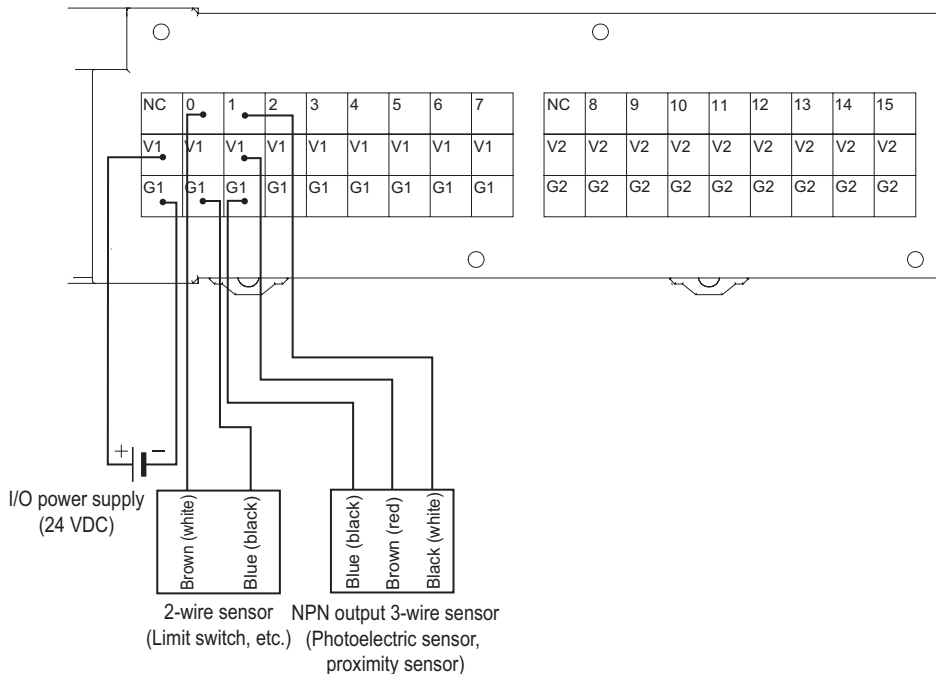 NC 0 1 2 3 4 5 6 7 NC 8 9 10 11 12 13 14 15
V1 V1 V1 V1 V1 V1 V1 V1 V1 V2 V2 V2 V2 V2 V2 V2 V2 V2
G1 G1 G1 G1 G1 G1 G1 G1 G1 G2 G2 G2 G2 G2 G2 G2 G2 G2
+ −
I/O power supply
(24 VDC)
Brown (white)
Blue (black)
Blue (black)
Brown (red)
Black (white)
2-wire sensor
(Limit switch, etc.)
NPN output 3-wire sensor
(Photoelectric sensor,
proximity sensor)